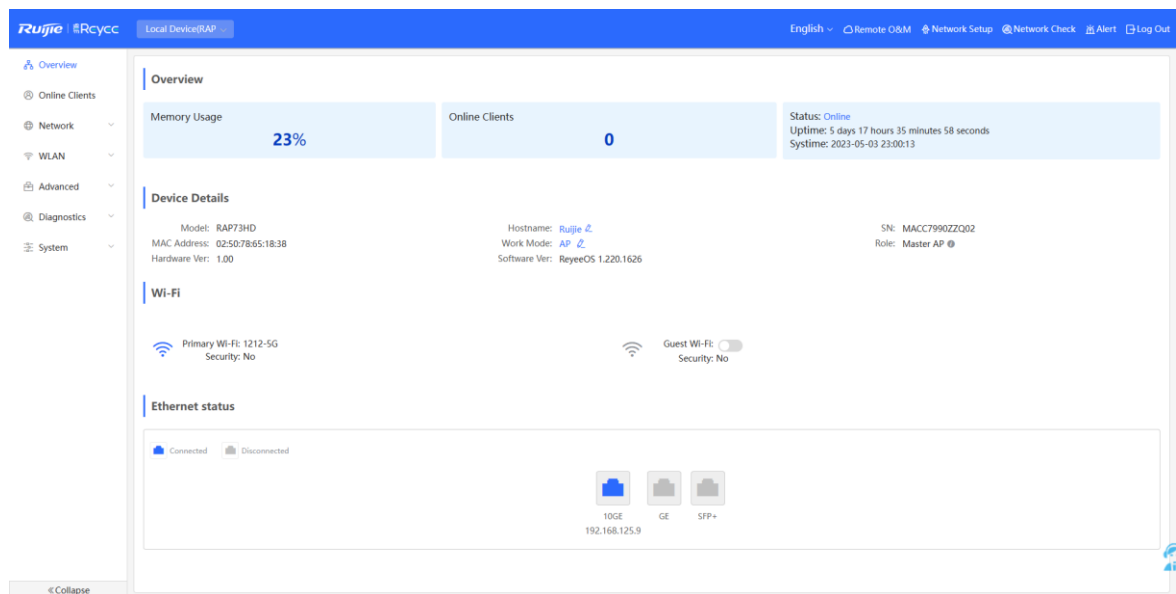 Ruijie | Rcycc
Local Device(RAP
English
Remote O&M
Network Setup
Network Check
Alert
Log Out
Overview
Online Clients
Network
WLAN
Advanced
Diagnostics
System
«Collapse
Overview
Memory Usage
23%
Online Clients
0
Status: Online
Uptime: 5 days 17 hours 35 minutes 58 seconds
Systime: 2023-05-03 23:00:13
Device Details
Model: RAP73HD
MAC Address: 02:50:78:65:18:38
Hardware Ver: 1.00
Hostname: Ruijie
Work Mode: AP
Software Ver: ReyeeOS 1.220.1626
SN: MACC7990ZZQ02
Role: Master AP
Wi-Fi
Primary Wi-Fi: 1212-5G
Security: No
Guest Wi-Fi:
Security: No
Ethernet status
Connected
Disconnected
10GE
192.168.125.9
GE
SFP+